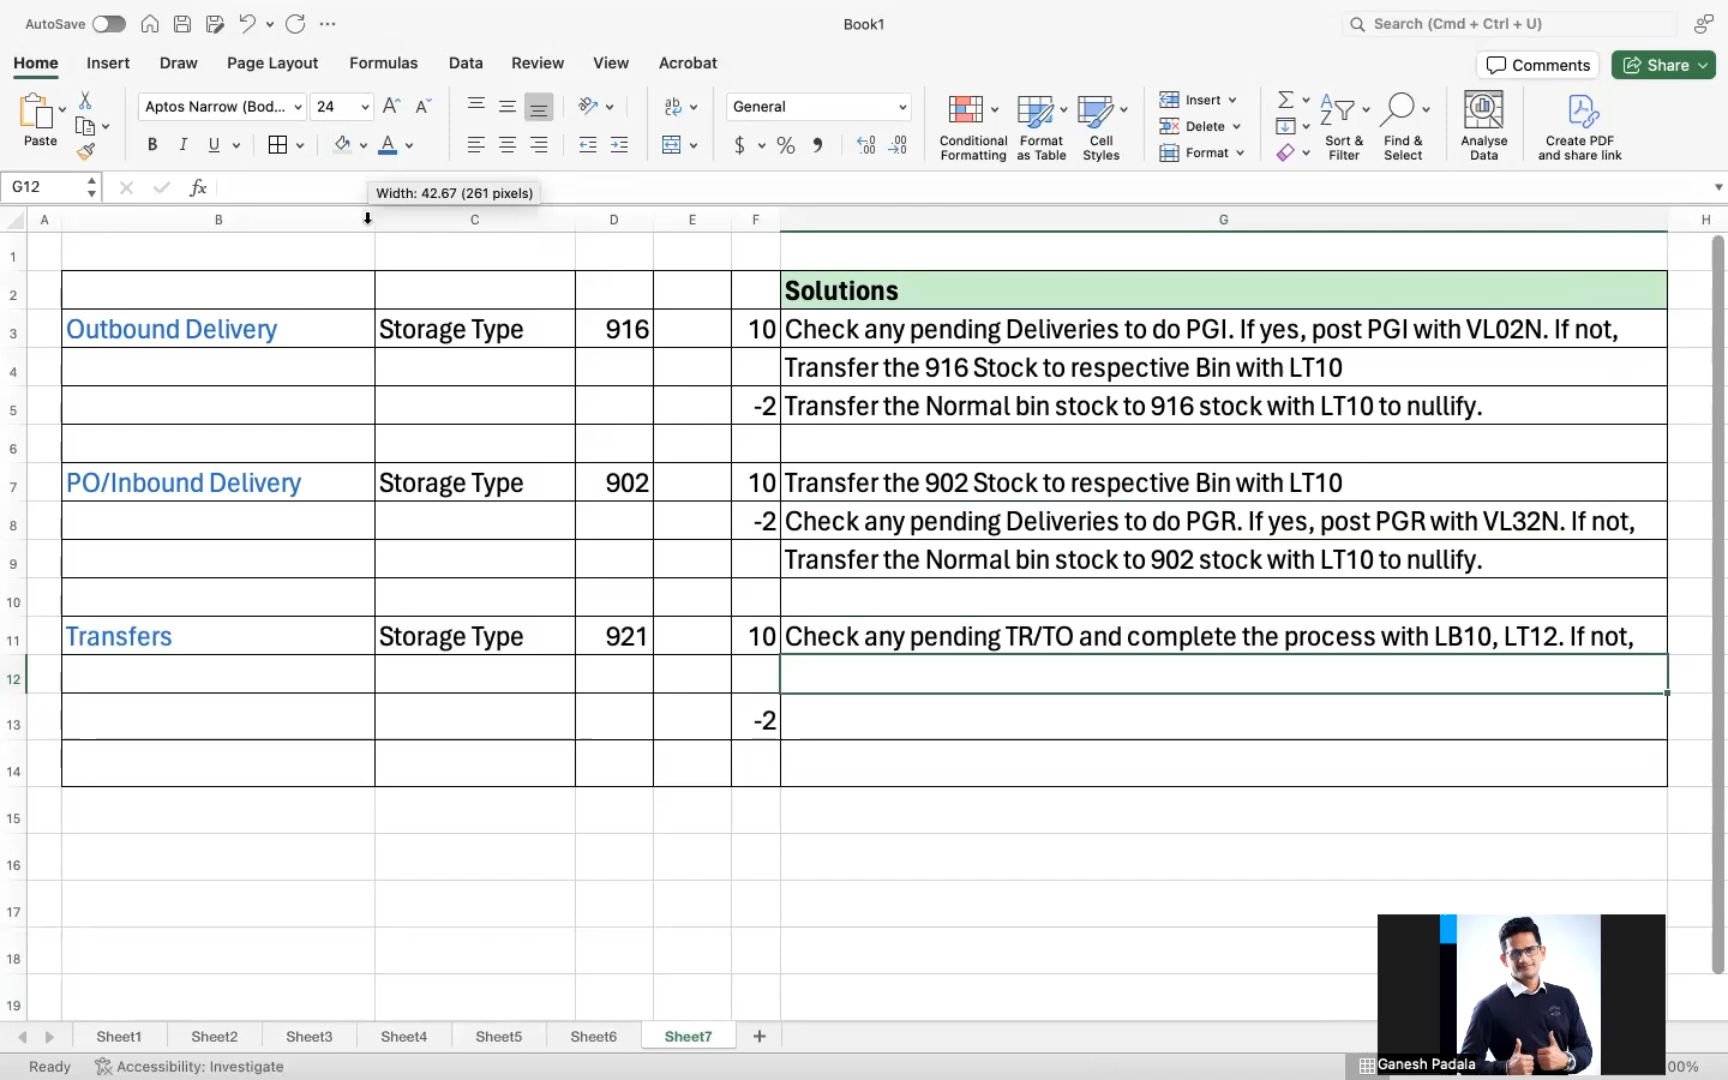 AutoSave
Book1
Search (Cmd + Ctrl + U)
Home Insert Draw Page Layout Formulas Data Review View Acrobat
Comments
Share
Paste
Aptos Narrow (Bod... 24
B I U
General
$ %
Conditional Formatting
Format as Table
Cell Styles
Insert
Delete
Format
Sort & Filter
Find & Select
Analyse Data
Create PDF and share link
G12
fx
Width: 42.67 (261 pixels)
A B C D E F G H
1
2 Solutions
3 Outbound Delivery Storage Type 916 10 Check any pending Deliveries to do PGI. If yes, post PGI with VL02N. If not,
4 Transfer the 916 Stock to respective Bin with LT10
5 -2 Transfer the Normal bin stock to 916 stock with LT10 to nullify.
6
7 PO/Inbound Delivery Storage Type 902 10 Transfer the 902 Stock to respective Bin with LT10
8 -2 Check any pending Deliveries to do PGR. If yes, post PGR with VL32N. If not,
9 Transfer the Normal bin stock to 902 stock with LT10 to nullify.
10
11 Transfers Storage Type 921 10 Check any pending TR/TO and complete the process with LB10, LT12. If not,
12
13 -2
14
15
16
17
18
19
Sheet1 Sheet2 Sheet3 Sheet4 Sheet5 Sheet6 Sheet7 +
Ready Accessibility: Investigate
Ganesh Padala
00%